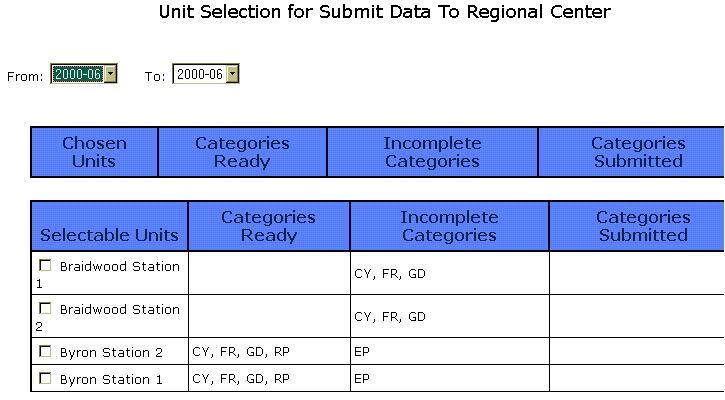 Unit Selection for Submit Data To Regional Center
From: 2000-06 To: 2000-06
Chosen Units Categories Ready Incomplete Categories Categories Submitted
Selectable Units Categories Ready Incomplete Categories Categories Submitted
Braidwood Station 1 CY, FR, GD
Braidwood Station 2 CY, FR, GD
Byron Station 2 CY, FR, GD, RP EP
Byron Station 1 CY, FR, GD, RP EP